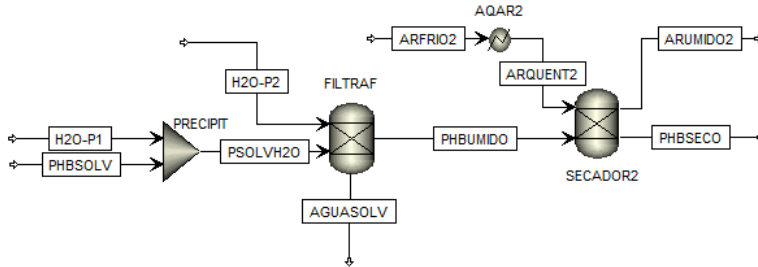 AQAR2
ARFRIO2
ARUMIDO2
ARQUENT2
H2O-P2
FILTRAF
PRECIPIT
H2O-P1
PHBSOLV
PSOLVH2O
PHBUMIDO
PHBSECO
SECADOR2
AGUASOLV